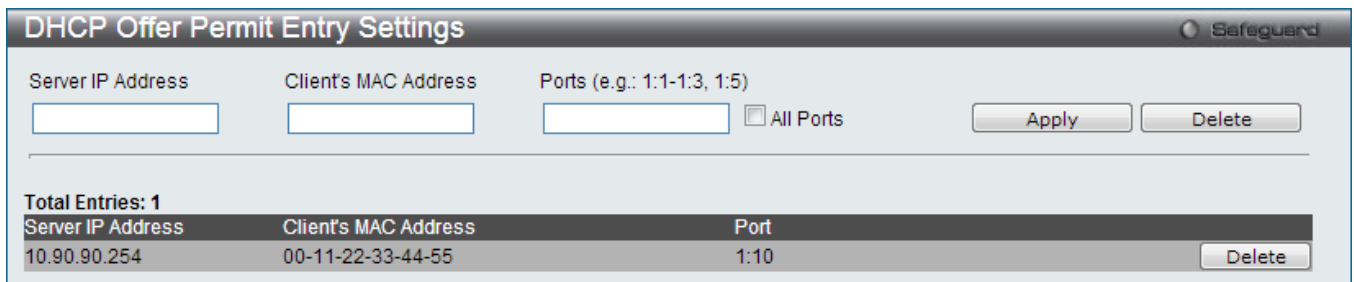 DHCP Offer Permit Entry Settings Safeguard
Server IP Address Client's MAC Address Ports (e.g.: 1:1-1:3, 1:5)
All Ports Apply Delete
Total Entries: 1
Server IP Address Client's MAC Address Port
10.90.90.254 00-11-22-33-44-55 1:10 Delete